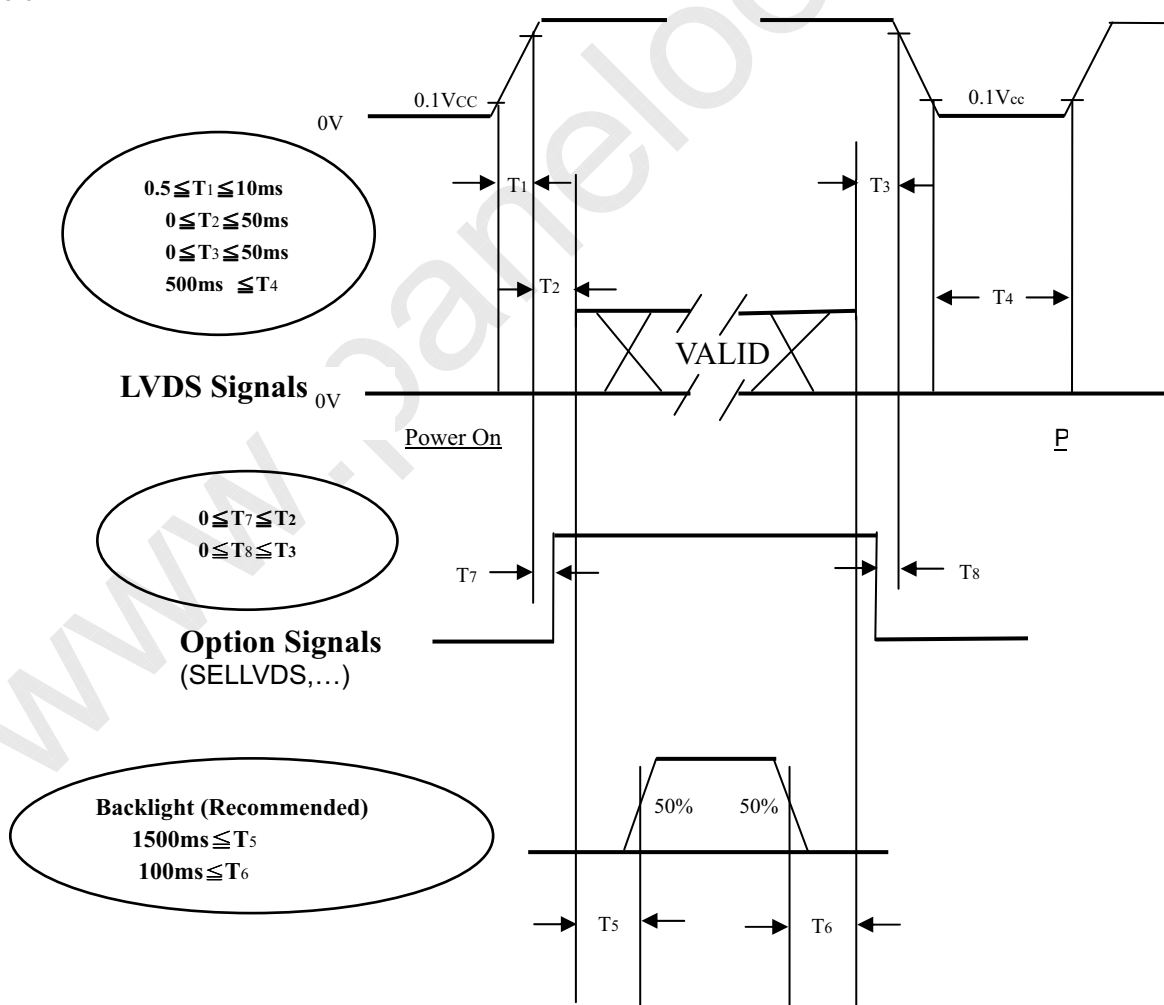 0.1VCC
0.1Vcc
0V
0.5≦T1≦10ms
0≦T2≦50ms
0≦T3≦50ms
500ms ≦T4
T1
T3
T2
T4
VALID
LVDS Signals 0V
Power On
P
0≦T7≦T2
0≦T8≦T3
T7
T8
Option Signals
(SELLVDS,…)
Backlight (Recommended)
1500ms≦T5
100ms≦T6
50%
50%
T5
T6
www.panelo